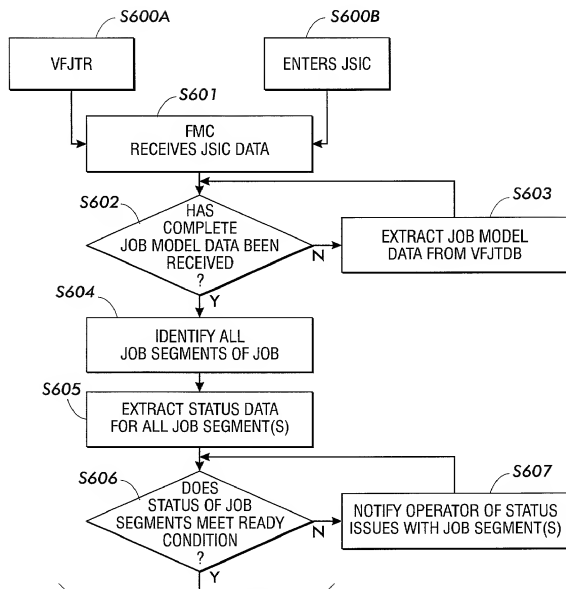 S600A
S600B
VFJTR
ENTERS JSIC
S601
FMC
RECEIVES JSIC DATA
S602
HAS
COMPLETE
JOB MODEL DATA BEEN
RECEIVED
?
N
Y
S603
EXTRACT JOB MODEL
DATA FROM VFJTDB
S604
IDENTIFY ALL
JOB SEGMENTS OF JOB
S605
EXTRACT STATUS DATA
FOR ALL JOB SEGMENT(S)
S606
DOES
STATUS OF JOB
SEGMENTS MEET READY
CONDITION
?
N
Y
S607
NOTIFY OPERATOR OF STATUS
ISSUES WITH JOB SEGMENT(S)